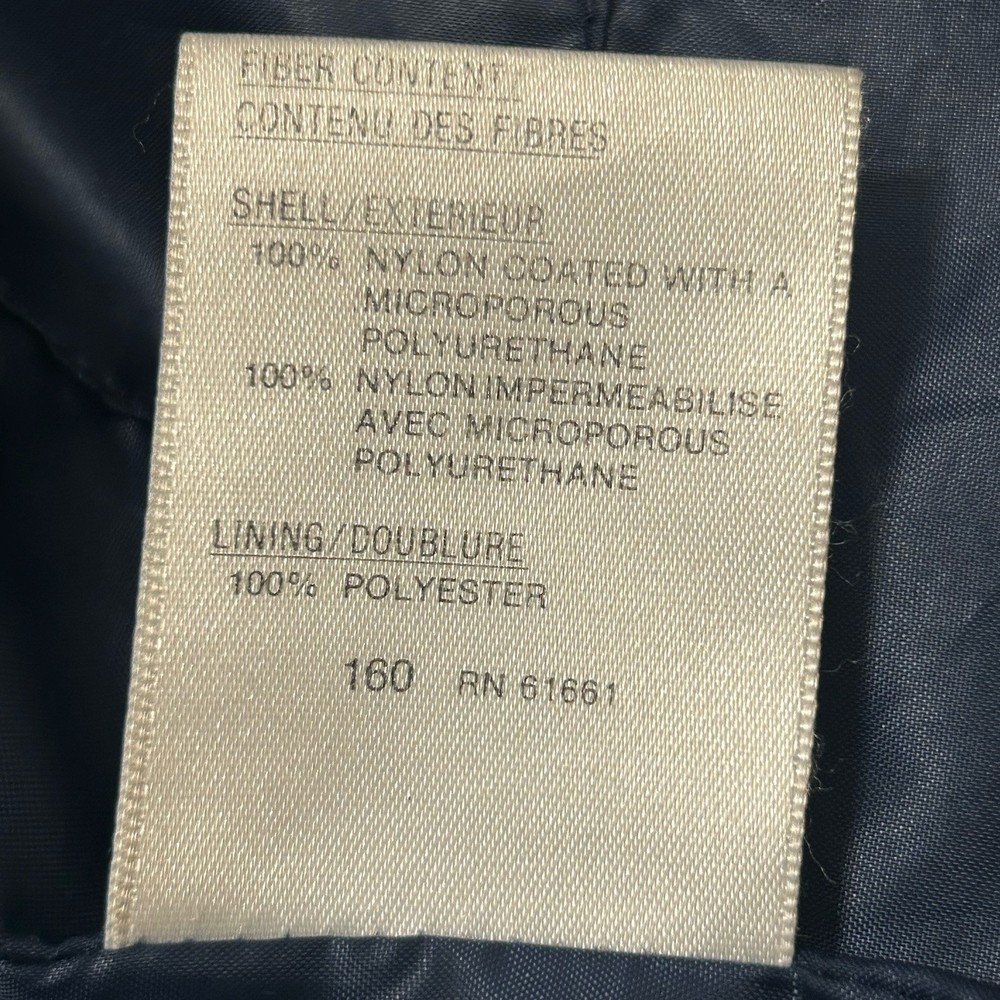 FIBER CONTENT:
CONTENU DES FIBRES
SHELL/EXTERIEUR
100% NYLON COATED WITH A
MICROPOROUS
POLYURETHANE
100% NYLON IMPERMEABILISE
AVEC MICROPOROUS
POLYURETHANE
LINING/DOUBLURE
100% POLYESTER
160 RN 61661